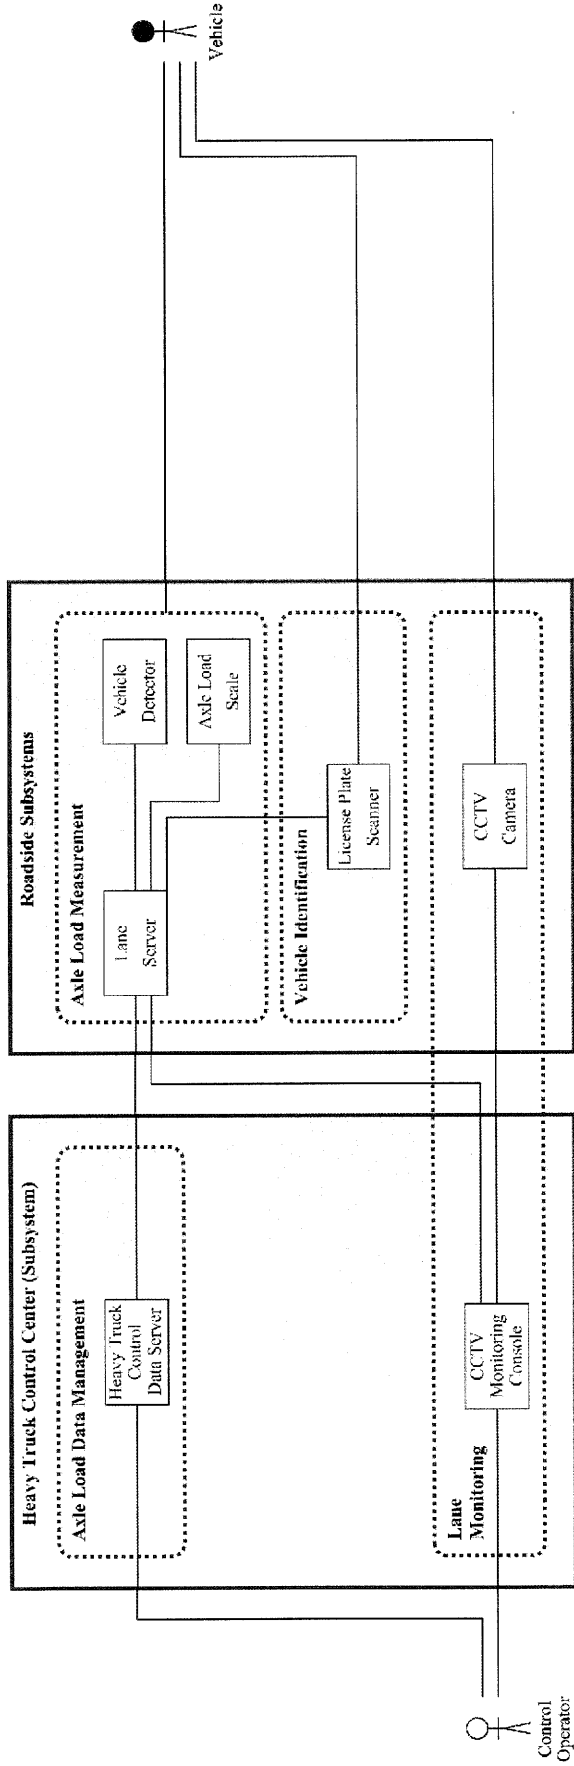 Heavy Truck Control Center (Subsystem)
Axle Load Data Management
Heavy Truck
Control
Data Server
Lane
Monitoring
CCTV
Monitoring
Console
Control
Operator
Roadside Subsystems
Axle Load Measurement
Lane
Server
Vehicle
Detector
Axle Load
Scale
Vehicle Identification
License Plate
Scanner
CCTV
Camera
Vehicle